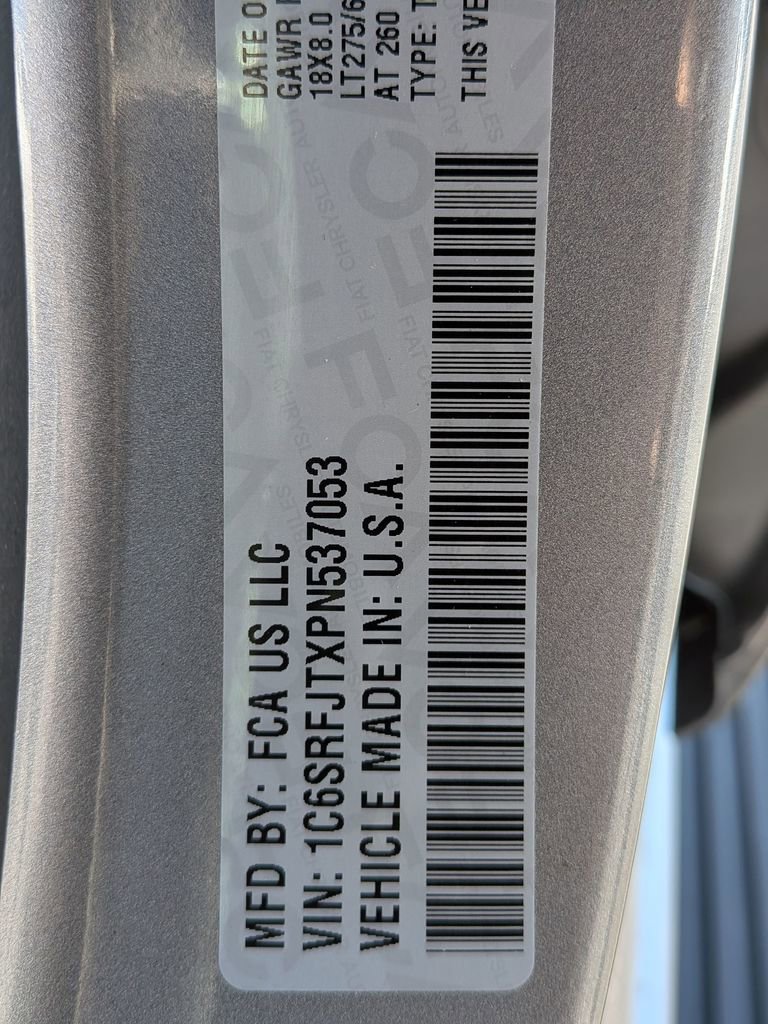 MFD BY: FCA US LLC
VIN: 1C6SRFJTXPN537053
VEHICLE MADE IN: U.S.A.
DATE O
GAWR
18X8.0
LT275/6
AT 260
TYPE: T
THIS VE